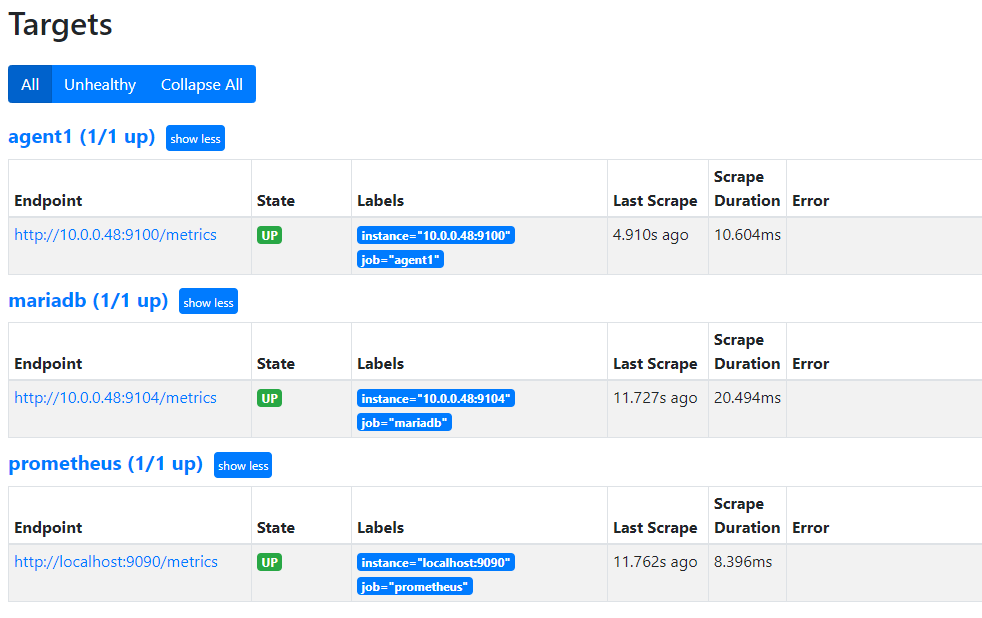 Targets
All Unhealthy Collapse All
agent1 (1/1 up) show less
Endpoint State Labels Last Scrape Scrape Duration Error
http://10.0.0.48:9100/metrics UP instance="10.0.0.48:9100" 4.910s ago 10.604ms
job="agent1"
mariadb (1/1 up) show less
Endpoint State Labels Last Scrape Scrape Duration Error
http://10.0.0.48:9104/metrics UP instance="10.0.0.48:9104" 11.727s ago 20.494ms
job="mariadb"
prometheus (1/1 up) show less
Endpoint State Labels Last Scrape Scrape Duration Error
http://localhost:9090/metrics UP instance="localhost:9090" 11.762s ago 8.396ms
job="prometheus"